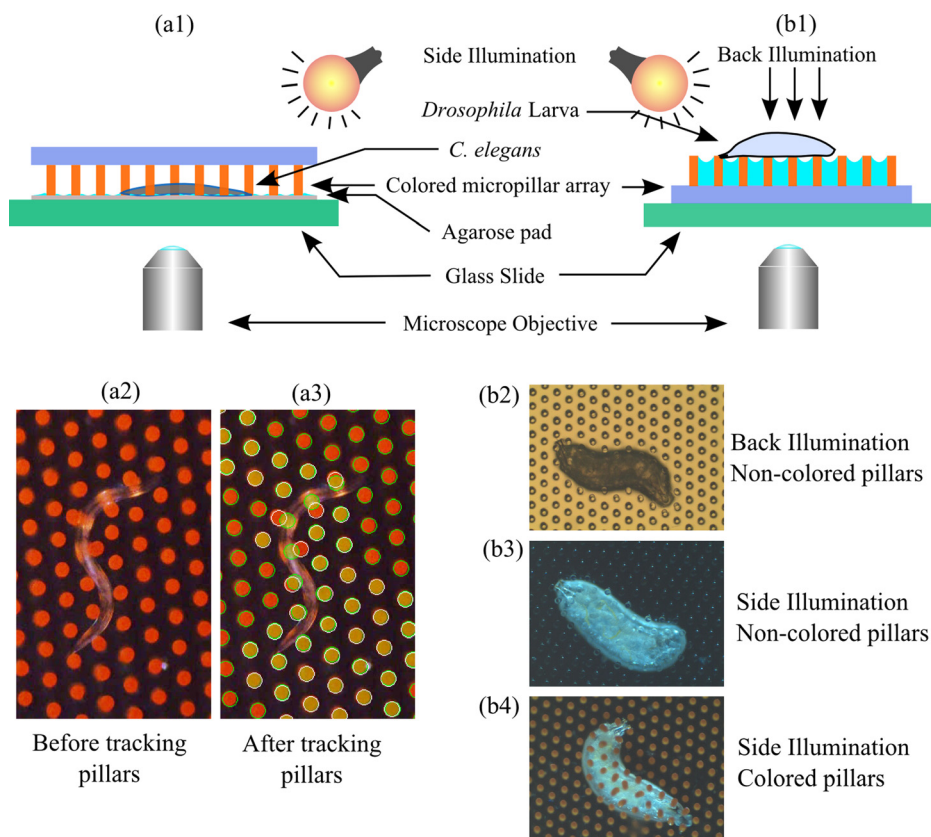 (a1)
(b1)
Side Illumination
Back Illumination
Drosophila Larva
C. elegans
Colored micropillar array
Agarose pad
Glass Slide
Microscope Objective
(a2)
(a3)
Before tracking
pillars
After tracking
pillars
(b2)
Back Illumination
Non-colored pillars
(b3)
Side Illumination
Non-colored pillars
(b4)
Side Illumination
Colored pillars